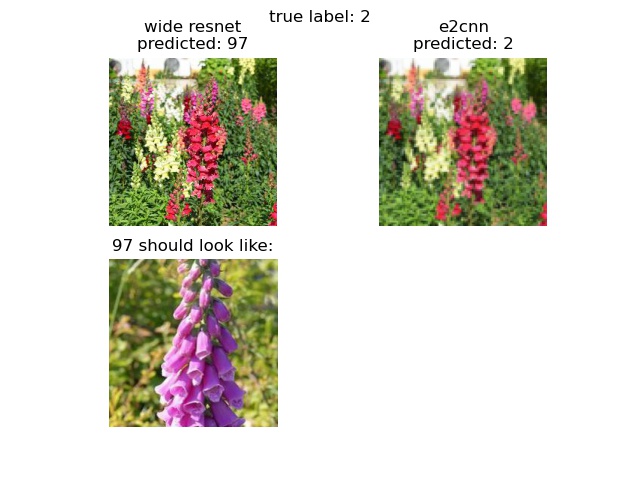 true label: 2
wide resnet
predicted: 97
e2cnn
predicted: 2
97 should look like: